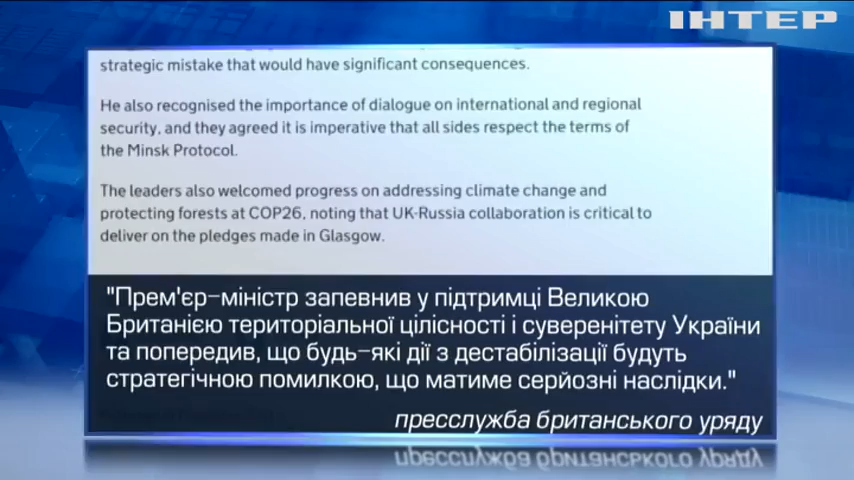 ІНТЕР
strategic mistake that would have significant consequences.
He also recognised the importance of dialogue on international and regional
security, and they agreed it is imperative that all sides respect the terms of
the Minsk Protocol.
The leaders also welcomed progress on addressing climate change and
protecting forests at COP26, noting that UK-Russia collaboration is critical to
deliver on the pledges made in Glasgow.
"Прем'єр-міністр запевнив у підтримці Великою
Британією територіальної цілісності і суверенітету України
та попередив, що будь-які дії з дестабілізації будуть
стратегічною помилкою, що матиме серйозні наслідки."
пресслужба британського уряду